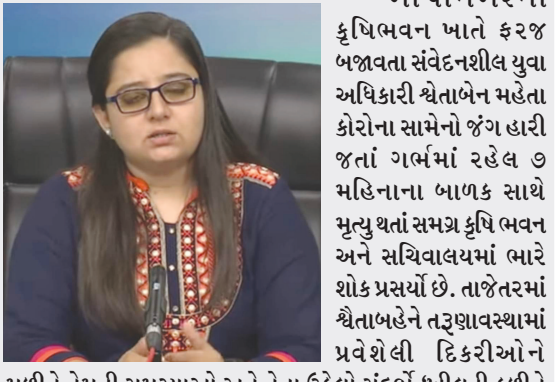 કૃષિભવન ખાતે ફરજ
બજાવતા સંવેદનશીલ યુવા
અધિકારી શ્વેતાબેન મહેતા
કોરોના સામેનો જંગ હારી
જતાં ગર્ભમાં રહેલ ૭
મહિનાના બાળક સાથે
મૃત્યુ થતાં સમગ્ર કૃષિ ભવન
અને સચિવાલયમાં ભારે
શોક પ્રસર્યો છે. તાજેતરમાં
શ્વેતાબહેને તરૂણાવસ્થામાં
પ્રવેશેલી દિકરીઓને